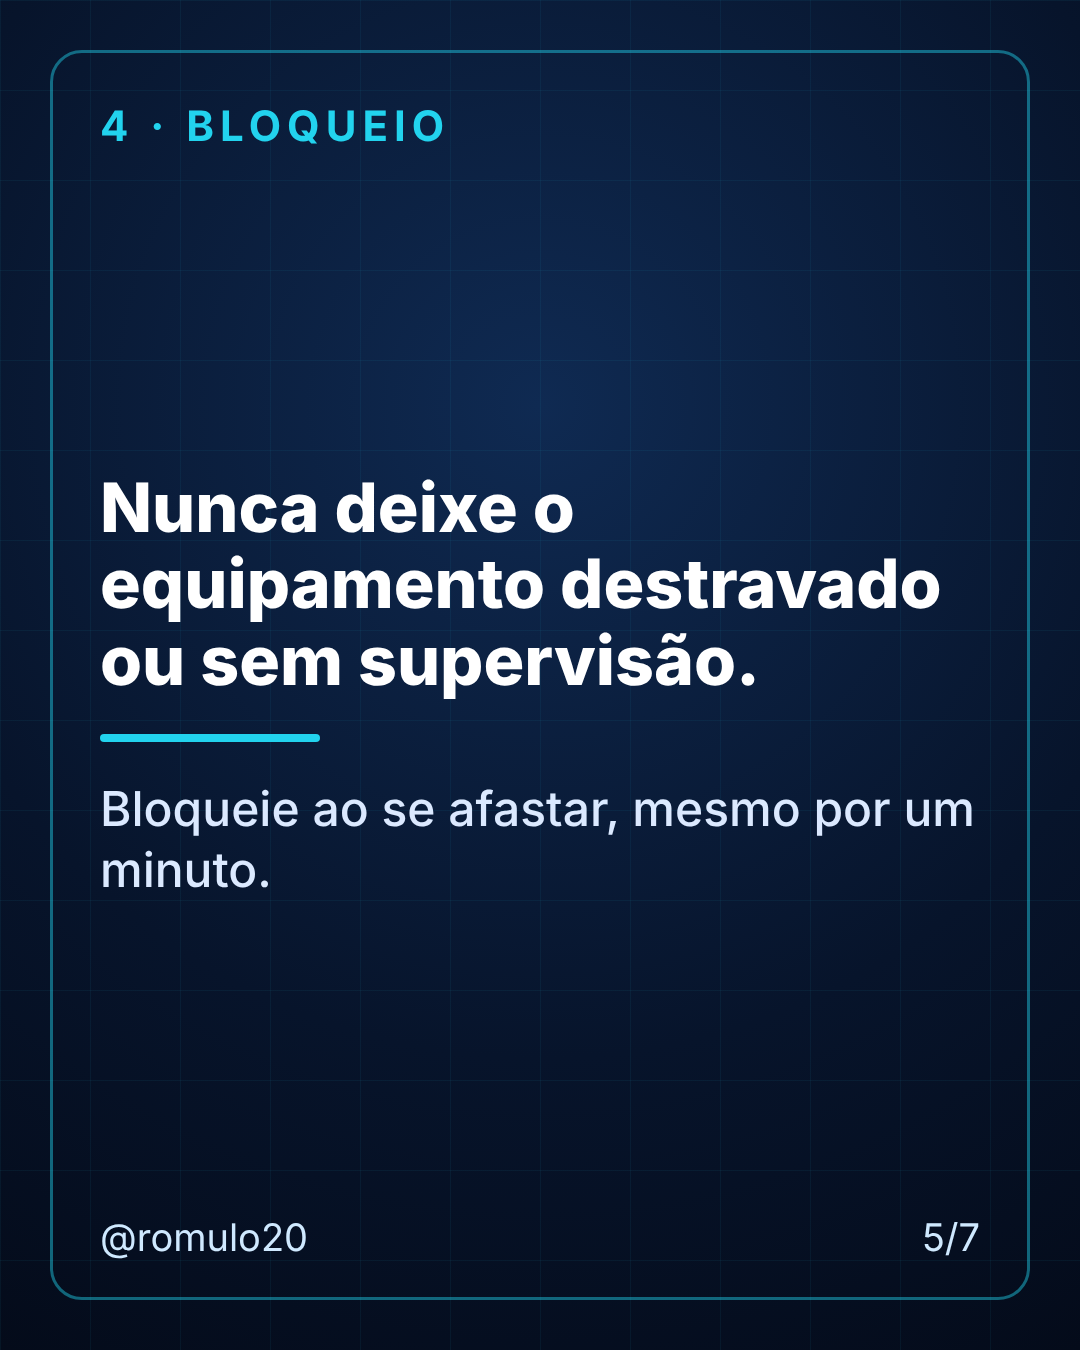 4 · BLOQUEIO
Nunca deixe o
equipamento destravado
ou sem supervisão.
Bloqueie ao se afastar, mesmo por um
minuto.
@romulo20
5/7